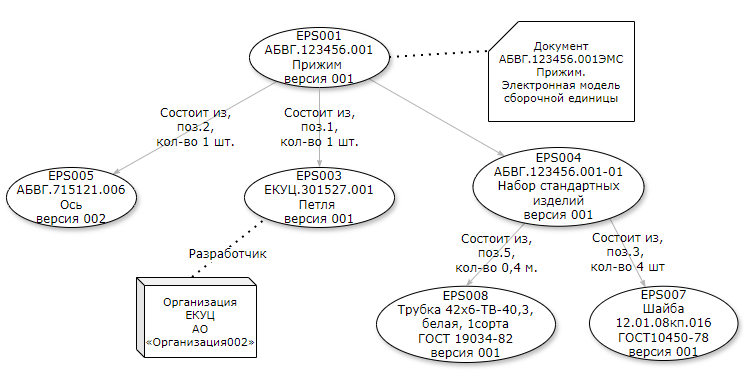 EPS001
АБВГ.123456.001
Прижим
версия 001
Документ
АБВГ.123456.001ЭМС
Прижим.
Электронная модель
сборочной единицы
Состоит из,
поз.2,
кол-во 1 шт.
Состоит из,
поз.1,
кол-во 1 шт.
EPS005
АБВГ.715121.006
Ось
версия 002
EPS003
ЕКУЦ.301527.001
Петля
версия 001
EPS004
АБВГ.123456.001-01
Набор стандартных
изделий
версия 001
Разработчик
Состоит из,
поз.5,
кол-во 0,4 м.
Состоит из,
поз.3,
кол-во 4 шт
Организация
ЕКУЦ
АО
«Организация002»
EPS008
Трубка 42х6-ТВ-40,3,
белая, 1сорта
ГОСТ 19034-82
версия 001
EPS007
Шайба
12.01.08кп.016
ГОСТ10450-78
версия 001